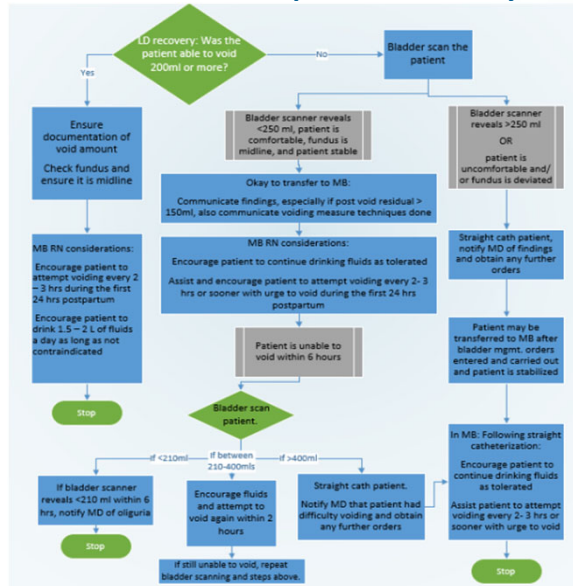 LD recovery: Was the
patient able to void
200ml or more?
No
Yes
Bladder scan the
patient
Ensure
documentation of
void amount
Check fundus and
ensure it is midline
MB RN considerations:
Encourage patient to
attempt voiding every 2
– 3 hrs during the first
24 hrs postpartum
Encourage patient to
drink 1.5 – 2 L of fluids
a day as long as not
contraindicated
Stop
Bladder scanner reveals
<250 ml, patient is
comfortable, fundus is
midline, and patient stable
Okay to transfer to MB:
Communicate findings, especially if post void residual >
150ml, also communicate voiding measure techniques done
MB RN considerations:
Encourage patient to continue drinking fluids as tolerated
Assist and encourage patient to attempt voiding every 2- 3
hrs or sooner with urge to void during the first 24 hrs
postpartum
Patient is unable to
void within 6 hours
Bladder scan
patient.
If <210ml
If between
210-400mls
If >400ml
If bladder scanner
reveals <210 ml within 6
hrs, notify MD of oliguria
Stop
Encourage fluids and
attempt to
void again within 2
hours
If still unable to void, repeat
bladder scanning and steps above.
Straight cath patient.
Notify MD that patient had
difficulty voiding and obtain
any further orders
Bladder scanner
reveals >250 ml
OR
patient is
uncomfortable and/
or fundus is deviated
Straight cath patient,
notify MD of findings
and obtain any further
orders
Patient may be
transferred to MB after
bladder mgmt. orders
entered and carried out
and patient is stabilized
In MB: Following straight
catheterization:
Encourage patient to
continue drinking fluids
as tolerated
Assist patient to attempt
voiding every 2- 3 hrs or
sooner with urge to void
Stop